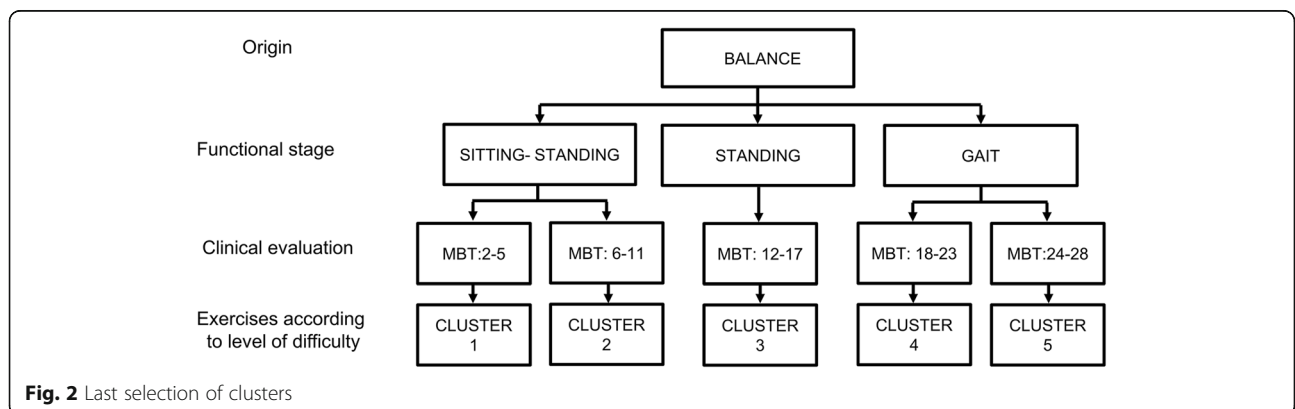 Origin
BALANCE
Functional stage
SITTING- STANDING
STANDING
GAIT
Clinical evaluation
MBT:2-5
MBT: 6-11
MBT: 12-17
MBT: 18-23
MBT:24-28
Exercises according
to level of difficulty
CLUSTER
1
CLUSTER
2
CLUSTER
3
CLUSTER
4
CLUSTER
5
Fig. 2 Last selection of clusters